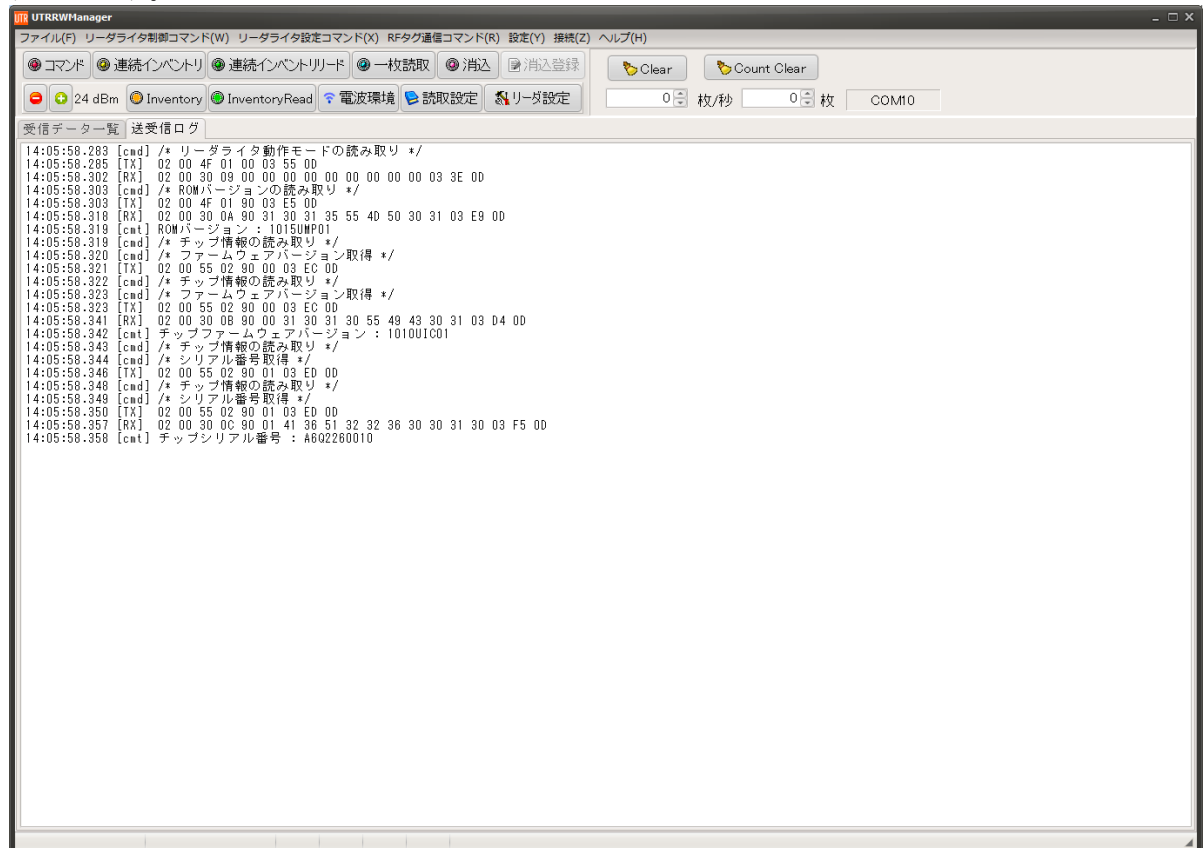 UTR UTRRWManager
ファイル(F) リーダライタ制御コマンド(W) リーダライタ設定コマンド(X) RFタグ通信コマンド(R) 設定(Y) 接続(Z) ヘルプ(H)
コマンド 連続インベントリ 連続インベントリリード 一枚読取 消込 消込登録 Clear Count Clear
24 dBm Inventory InventoryRead 電波環境 読取設定 リーダ設定 0 枚/秒 0 枚 COM10
受信データ一覧 送受信ログ
14:05:58.283 [cmd] /* リーダライタ動作モードの読み取り */
14:05:58.285 [TX] 02 00 4F 01 00 03 55 0D
14:05:58.302 [RX] 02 00 30 09 00 00 00 00 00 00 00 00 00 03 3E 0D
14:05:58.303 [cmd] /* ROMバージョンの読み取り */
14:05:58.303 [TX] 02 00 4F 01 90 03 E5 0D
14:05:58.318 [RX] 02 00 30 0A 90 31 30 31 35 55 4D 50 30 31 03 E9 0D
14:05:58.319 [cmt] ROMバージョン : 1015UMP01
14:05:58.319 [cmd] /* チップ情報の読み取り */
14:05:58.320 [cmd] /* ファームウェアバージョン取得 */
14:05:58.321 [TX] 02 00 55 02 90 00 03 EC 0D
14:05:58.322 [cmd] /* チップ情報の読み取り */
14:05:58.323 [cmd] /* ファームウェアバージョン取得 */
14:05:58.323 [TX] 02 00 55 02 90 00 03 EC 0D
14:05:58.341 [RX] 02 00 30 0B 90 00 31 30 31 30 55 49 43 30 31 03 D4 0D
14:05:58.342 [cmt] チップファームウェアバージョン : 1010UIC01
14:05:58.343 [cmd] /* チップ情報の読み取り */
14:05:58.344 [cmd] /* シリアル番号取得 */
14:05:58.346 [TX] 02 00 55 02 90 01 03 ED 0D
14:05:58.348 [cmd] /* チップ情報の読み取り */
14:05:58.349 [cmd] /* シリアル番号取得 */
14:05:58.350 [TX] 02 00 55 02 90 01 03 ED 0D
14:05:58.357 [RX] 02 00 30 0C 90 01 41 36 51 32 32 36 30 30 31 30 03 F5 0D
14:05:58.358 [cmt] チップシリアル番号 : A6Q2260010